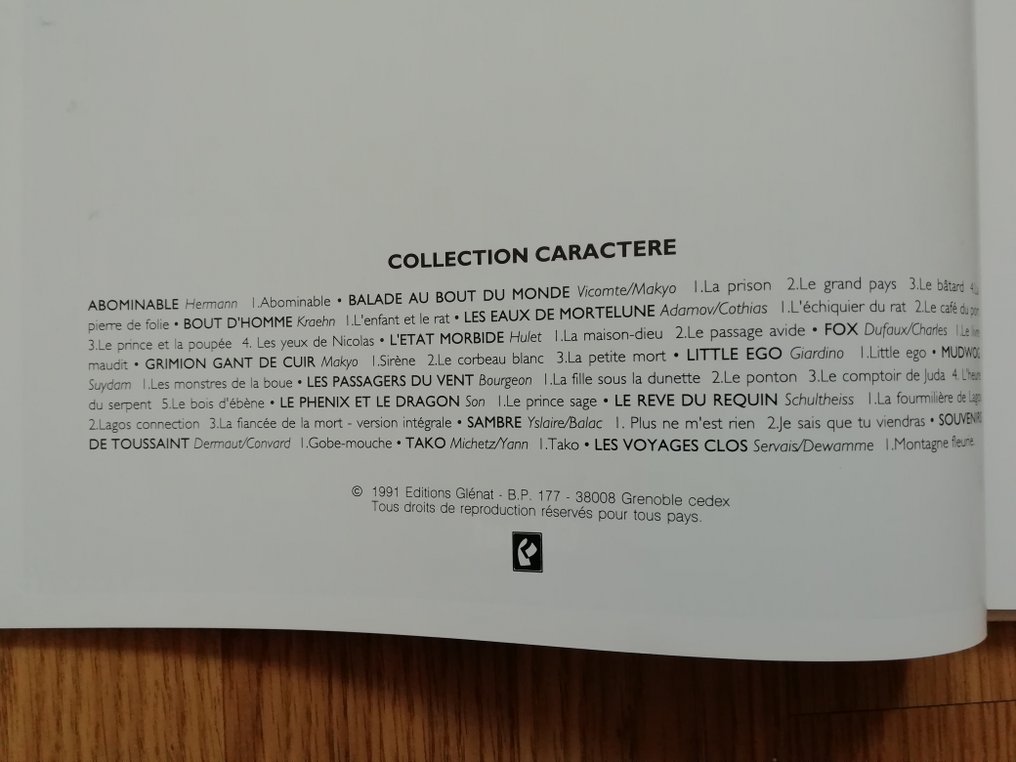 COLLECTION CARACTERE
ABOMINABLE Hermann 1.Abominable • BALADE AU BOUT DU MONDE Vicomte/Makyo 1.La prison 2.Le grand pays 3.Le bâtard 4.La
pierre de folie • BOUT D'HOMME Kraehn 1.L'enfant et le rat • LES EAUX DE MORTELUNE Adamov/Cothias 1.L'échiquier du rat 2.Le café du
3.Le prince et la poupée 4. Les yeux de Nicolas • L'ETAT MORBIDE Hulet 1.La maison-dieu 2.Le passage avide • FOX Dufaux/Charles 1.Le
maudit • GRIMION GANT DE CUIR Makyo 1.Sirène 2.Le corbeau blanc 3.La petite mort • LITTLE EGO Giardino 1.Little ego •
Suydam 1.Les monstres de la boue • LES PASSAGERS DU VENT Bourgeon 1.La fille sous la dunette 2.Le ponton 3.Le comptoir de Juda 4.L'heure
du serpent 5.Le bois d'ébène • LE PHENIX ET LE DRAGON Son 1.Le prince sage • LE REVE DU REQUIN Schultheiss 1.La fourmilière de Lagos
2.Lagos connection 3.La fiancée de la mort - version intégrale • SAMBRE Yslaire/Balac 1. Plus ne m'est rien 2.Je sais que tu viendras • SOUVENIRS
DE TOUSSAINT Dermaut/Convard 1.Gobe-mouche • TAKO Michetz/Yann 1.Tako • LES VOYAGES CLOS Servais/Dewamme 1.Montagne fleurie.
© 1991 Editions Glénat - B.P. 177 - 38008 Grenoble cedex
Tous droits de reproduction réservés pour tous pays.